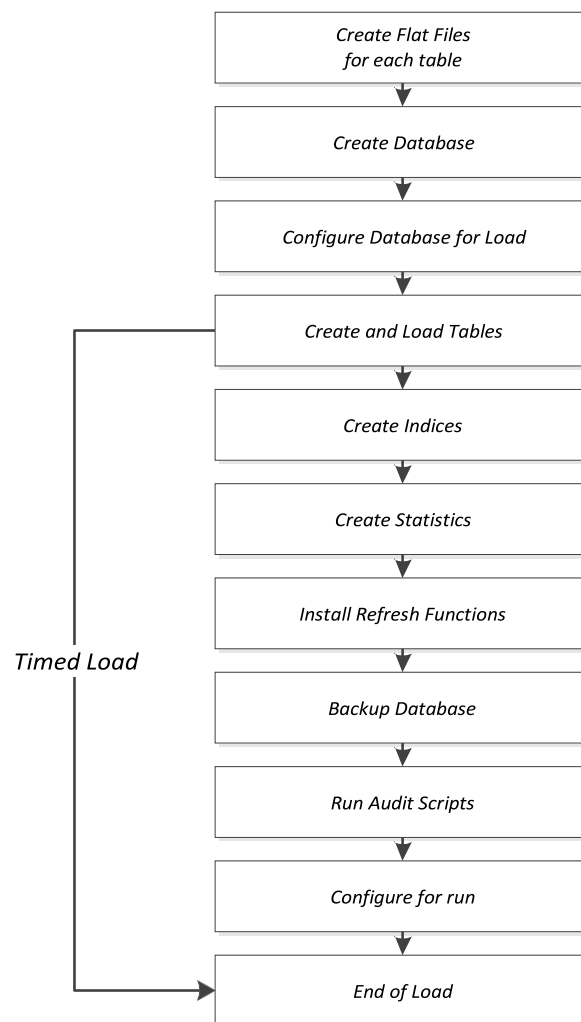 Create Flat Files
for each table
Create Database
Configure Database for Load
Create and Load Tables
Create Indices
Create Statistics
Install Refresh Functions
Timed Load
Backup Database
Run Audit Scripts
Configure for run
End of Load